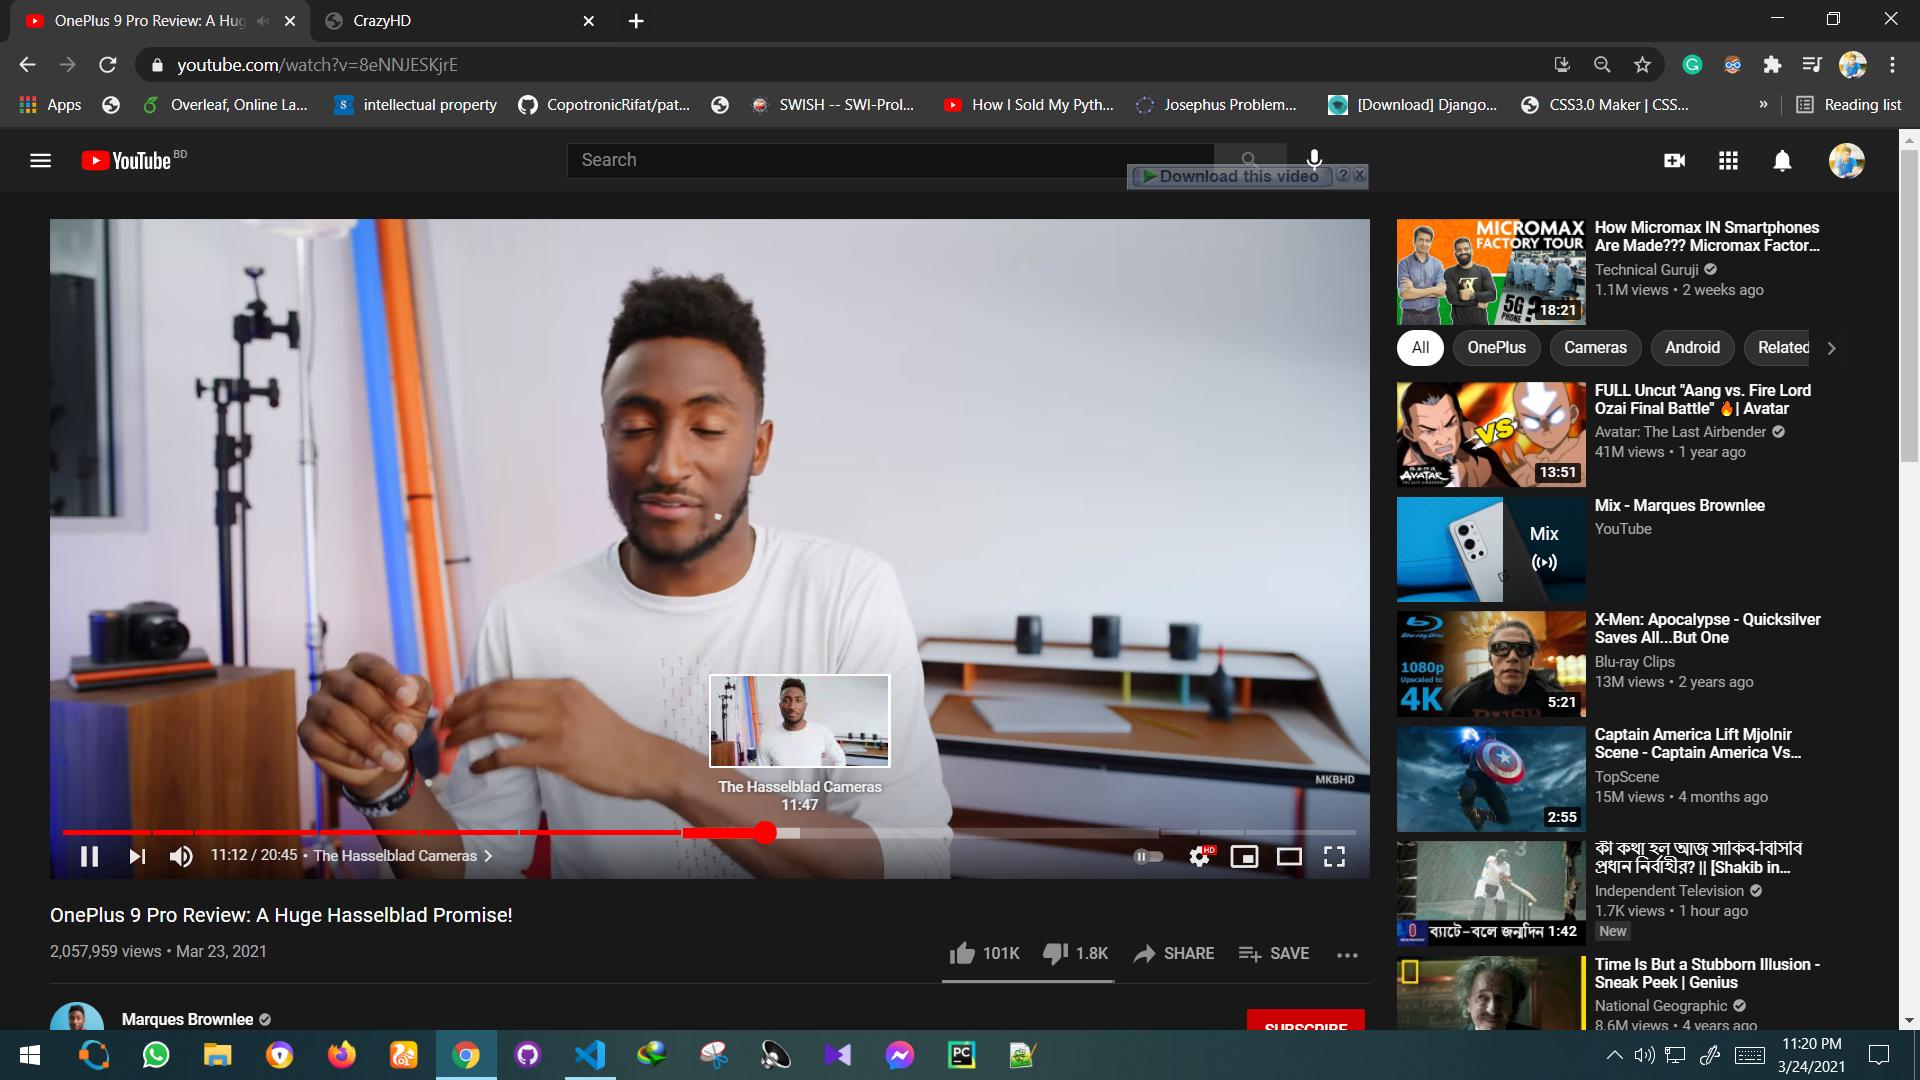 OnePlus 9 Pro Review: A Hug
CrazyHD
youtube.com/watch?v=8eNNJESKjrE
Apps
Overleaf, Online La...
intellectual property
CopotronicRifat/pat...
SWISH -- SWI-Prol...
How I Sold My Pyth...
Josephus Problem...
[Download] Django...
CSS3.0 Maker | CSS...
»
Reading list
YouTube BD
Search
Download this video
MICROMAX
FACTORY TOUR
5G ?
PHONE
18:21
How Micromax IN Smartphones
Are Made??? Micromax Factor...
Technical Guruji
1.1M views • 2 weeks ago
All
OnePlus
Cameras
Android
Related
VS
AVATAR
13:51
FULL Uncut "Aang vs. Fire Lord
Ozai Final Battle" 🔥| Avatar
Avatar: The Last Airbender
41M views • 1 year ago
Mix
Mix - Marques Brownlee
YouTube
Blu-ray Disc
1080p
Upscaled to
4K
5:21
X-Men: Apocalypse - Quicksilver
Saves All...But One
Blu-ray Clips
13M views • 2 years ago
2:55
Captain America Lift Mjolnir
Scene - Captain America Vs...
TopScene
15M views • 4 months ago
ব্যাটে-বলে জন্মদিন 1:42
কী কথা হল আজ সাকিব-বিসিবি
প্রধান নির্বাহীর? || [Shakib in...
Independent Television
1.7K views • 1 hour ago
New
Time Is But a Stubborn Illusion -
Sneak Peek | Genius
National Geographic
8.6M views • 4 years ago
MKBHD
The Hasselblad Cameras
11:47
11:12 / 20:45 • The Hasselblad Cameras
HD
OnePlus 9 Pro Review: A Huge Hasselblad Promise!
2,057,959 views • Mar 23, 2021
101K
1.8K
SHARE
SAVE
Marques Brownlee
SUBSCRIBE
PC
11:20 PM
3/24/2021